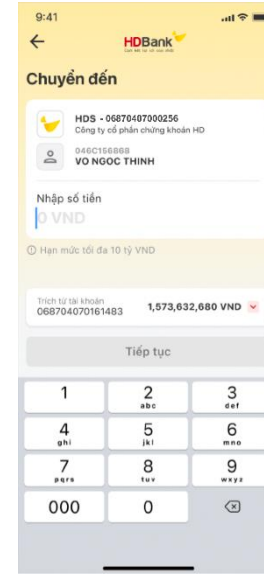 9:41
HDBank
Chuyển đến
HDS - 06870407000256
Công ty cổ phần chứng khoán HD
046C156868
VO NGOC THINH
Nhập số tiền
0 VND
Hạn mức tối đa 10 tỷ VND
Trích từ tài khoản
068704070161483
1,573,632,680 VND
Tiếp tục
1 2 3
abc def
4 5 6
ghi jkl mno
7 8 9
pqrs tuv wxyz
000 0